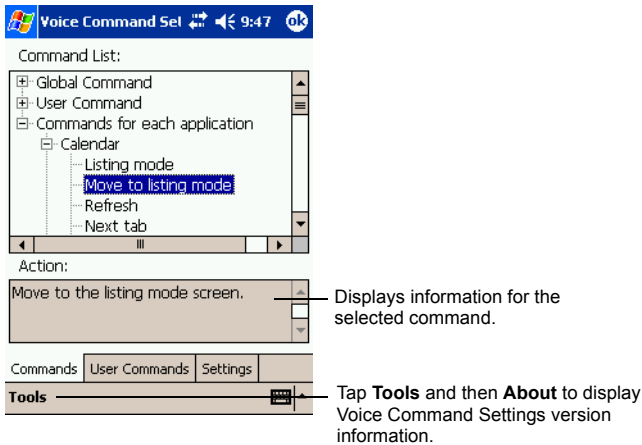 Voice Command Set 9:47 ok
Command List:
Global Command
User Command
Commands for each application
Calendar
Listing mode
Move to listing mode
Refresh
Next tab
Action:
Move to the listing mode screen.
Displays information for the
selected command.
Commands User Commands Settings
Tools
Tap Tools and then About to display
Voice Command Settings version
information.